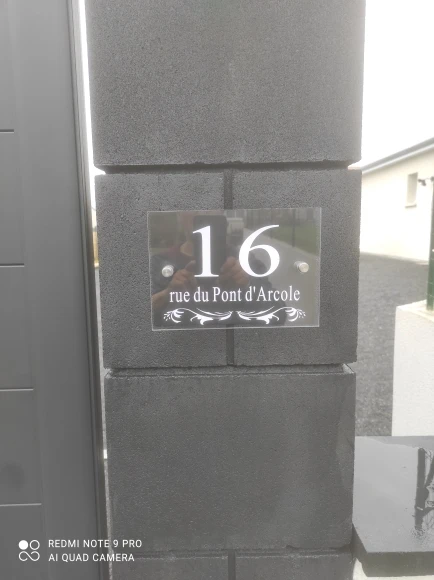 16
rue du Pont d'Arcole
REDMI NOTE 9 PRO
AI QUAD CAMERA